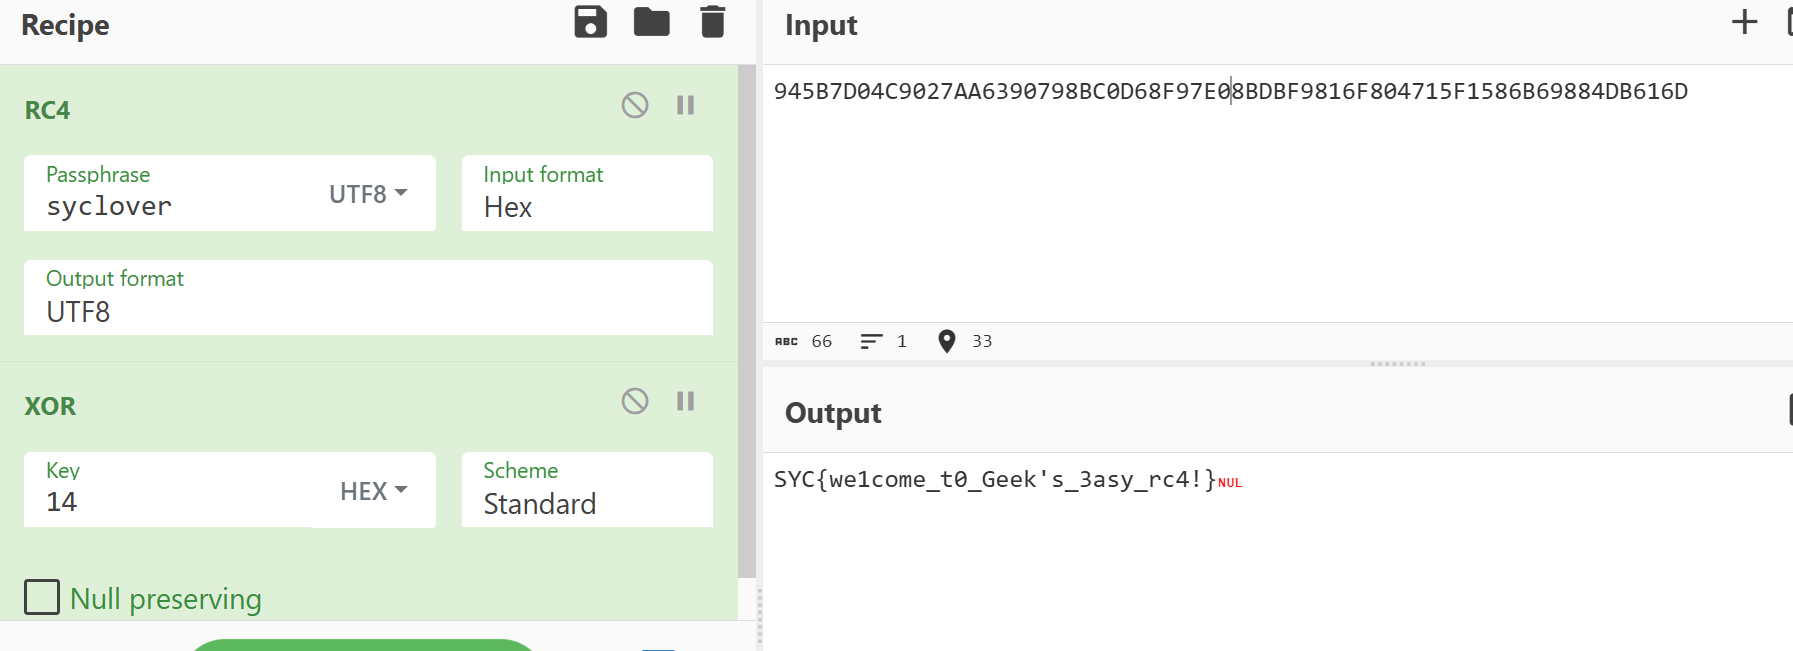 Recipe
RC4
Passphrase
syclover
UTF8
Input format
Hex
Output format
UTF8
XOR
Key
14
HEX
Scheme
Standard
Null preserving
Input
945B7D04C9027AA6390798BC0D68F97E08BDBF9816F804715F1586B69884DB616D
ABC 66 1 33
Output
SYC{we1come_t0_Geek's_3asy_rc4!}NUL